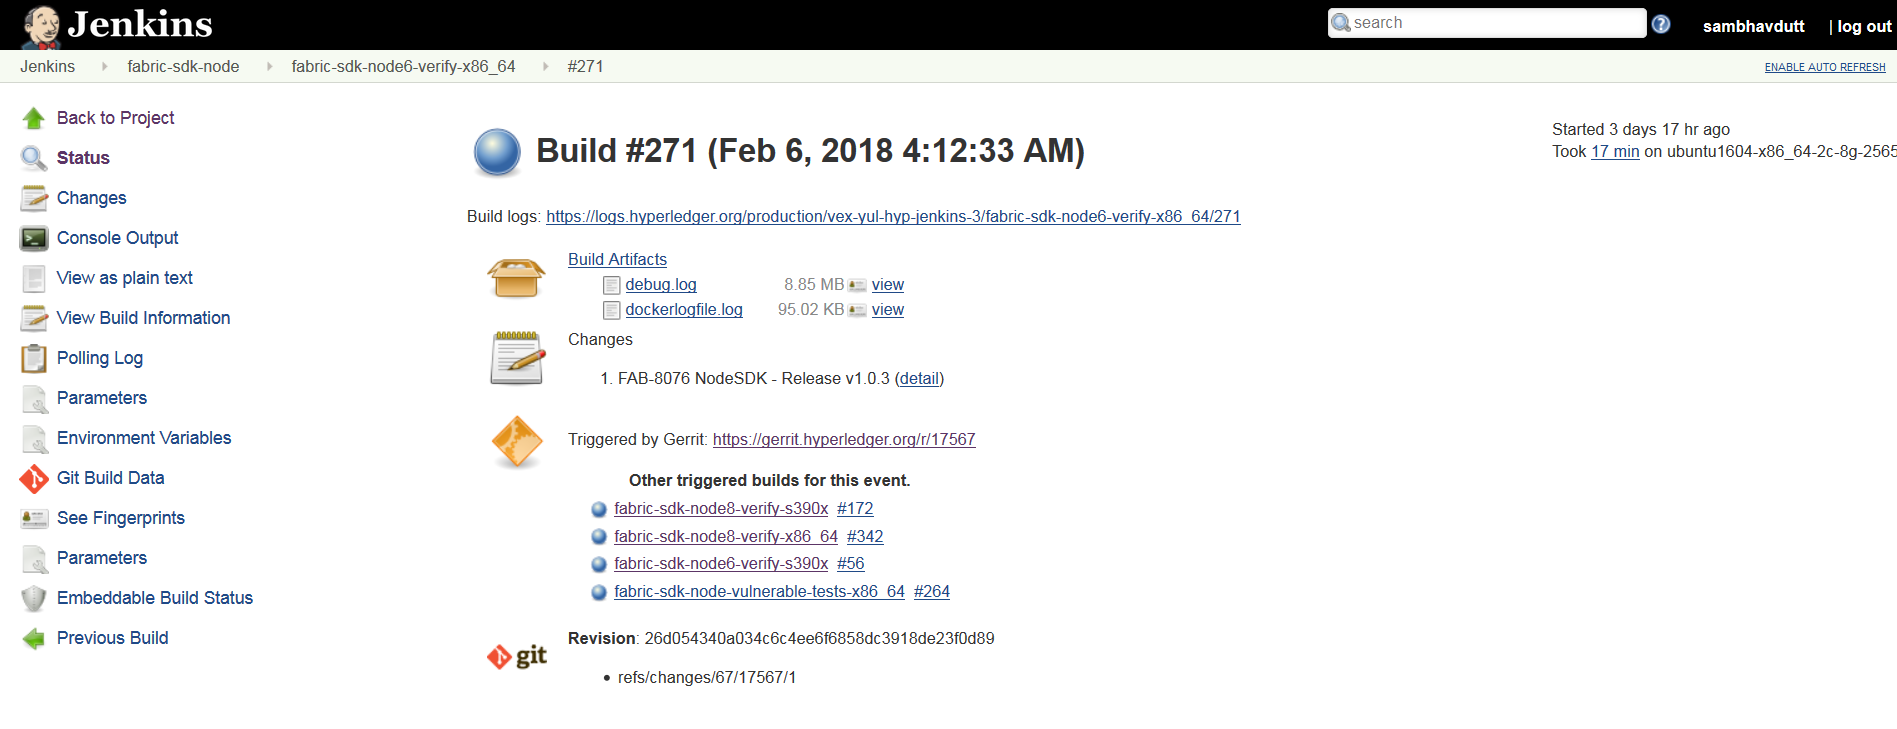 Jenkins
search
sambhavdutt | log out
Jenkins fabric-sdk-node fabric-sdk-node6-verify-x86_64 #271
ENABLE AUTO REFRESH
Back to Project
Status
Changes
Console Output
View as plain text
View Build Information
Polling Log
Parameters
Environment Variables
Git Build Data
See Fingerprints
Parameters
Embeddable Build Status
Previous Build
Build #271 (Feb 6, 2018 4:12:33 AM)
Started 3 days 17 hr ago
Took 17 min on ubuntu1604-x86_64-2c-8g-2565
Build logs: https://logs.hyperledger.org/production/vex-yul-hyp-jenkins-3/fabric-sdk-node6-verify-x86_64/271
Build Artifacts
debug.log 8.85 MB view
dockerlogfile.log 95.02 KB view
Changes
1. FAB-8076 NodeSDK - Release v1.0.3 (detail)
Triggered by Gerrit: https://gerrit.hyperledger.org/r/17567
Other triggered builds for this event.
fabric-sdk-node8-verify-s390x #172
fabric-sdk-node8-verify-x86_64 #342
fabric-sdk-node6-verify-s390x #56
fabric-sdk-node-vulnerable-tests-x86_64 #264
git
Revision: 26d054340a034c6c4ee6f6858dc3918de23f0d89
• refs/changes/67/17567/1